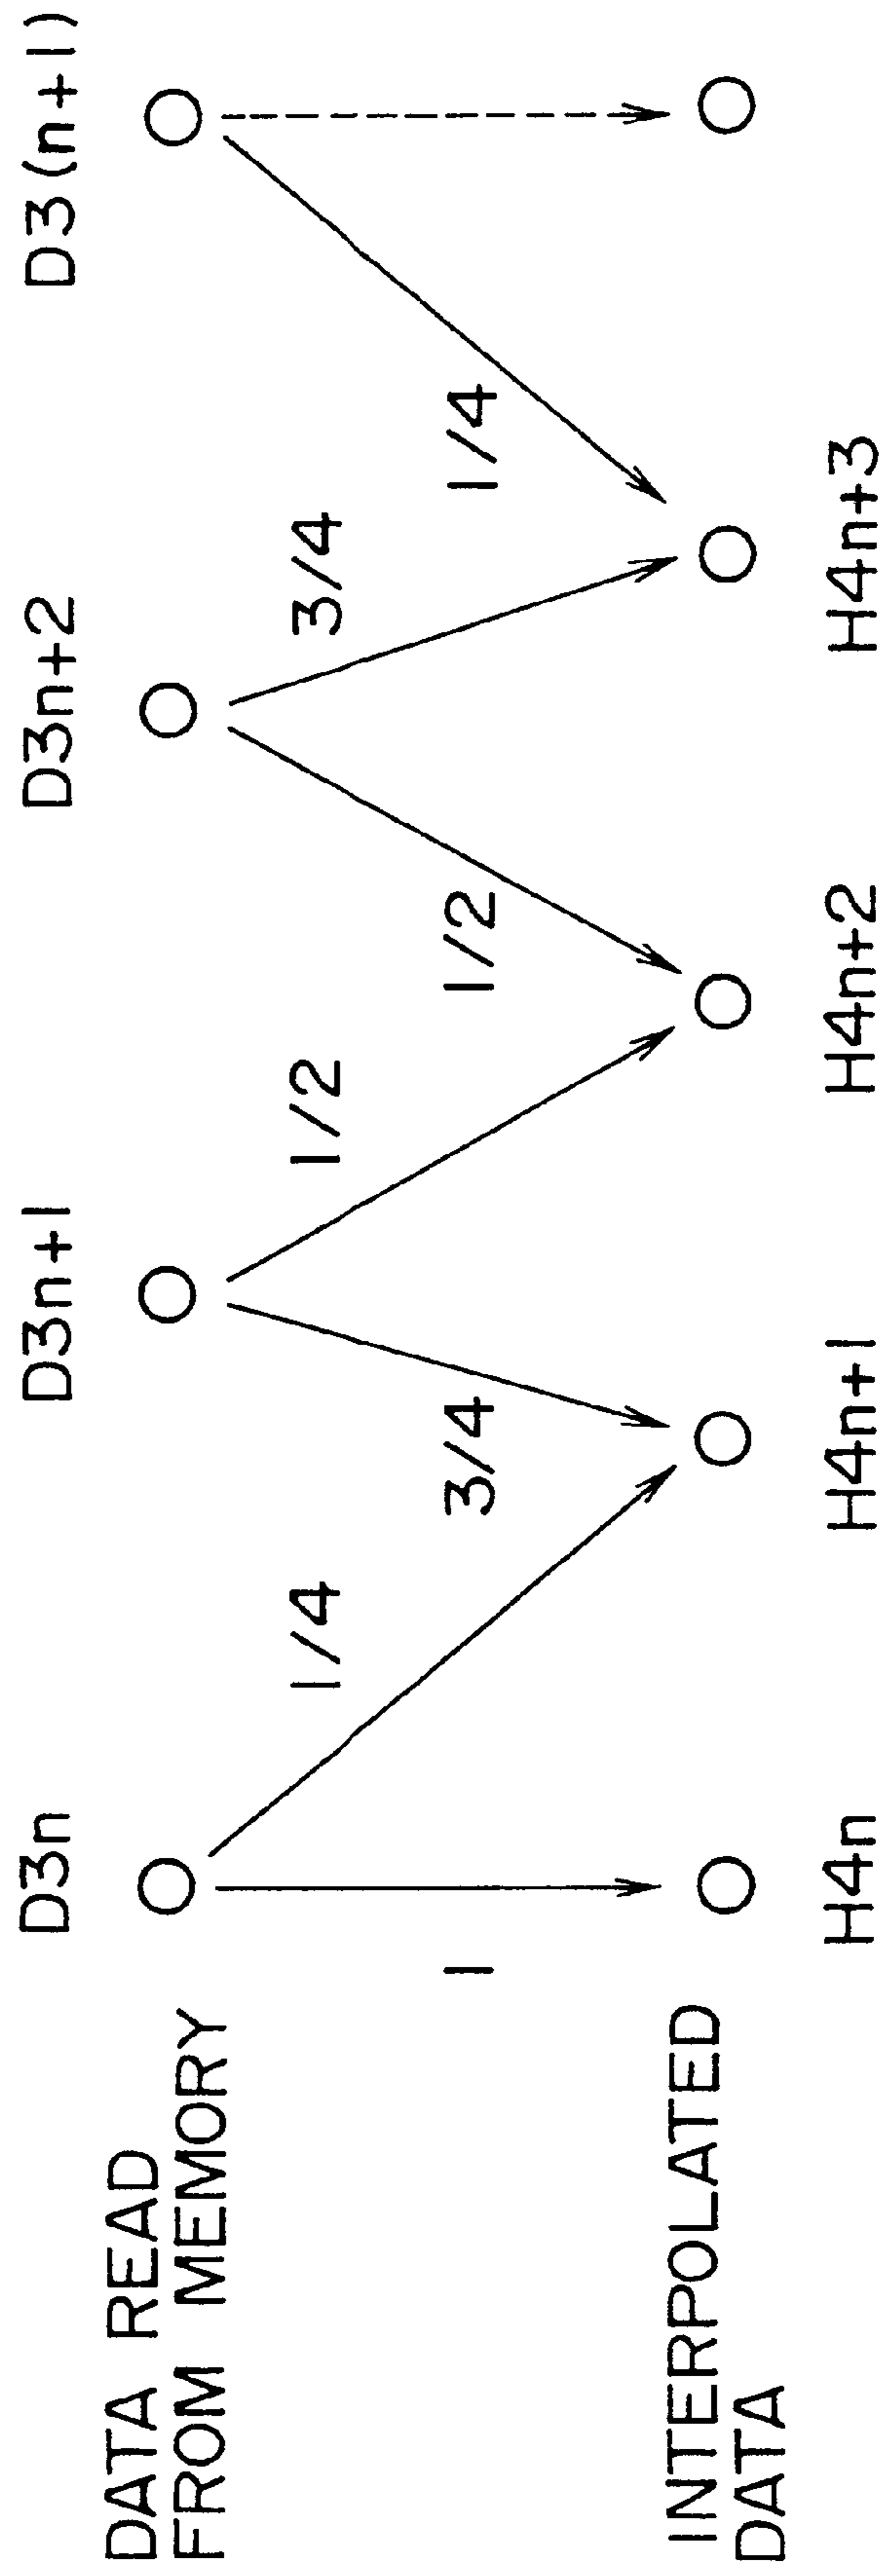 D3n
D3n+1
D3n+2
D3(n+1)
DATA READ
FROM MEMORY
1/4
1/2
3/4
1
3/4
1/2
1/4
INTERPOLATED
DATA
H4n
H4n+1
H4n+2
H4n+3